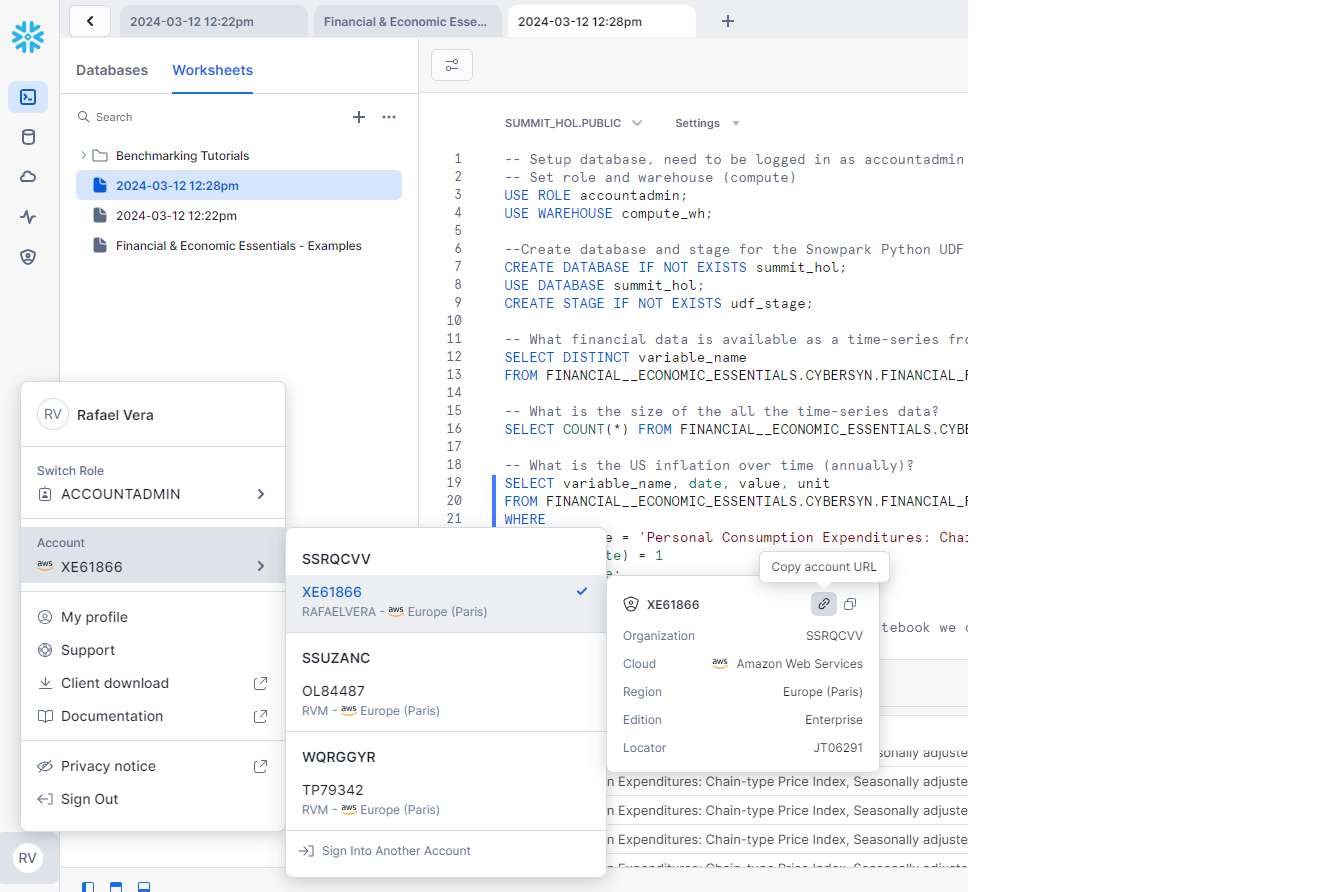 2024-03-12 12:22pm
Financial & Economic Esse...
2024-03-12 12:28pm
Databases
Worksheets
Search
Benchmarking Tutorials
2024-03-12 12:28pm
2024-03-12 12:22pm
Financial & Economic Essentials - Examples
SUMMIT_HOL.PUBLIC
Settings
1 -- Setup database, need to be logged in as accountadmin
2 -- Set role and warehouse (compute)
3 USE ROLE accountadmin;
4 USE WAREHOUSE compute_wh;
5
6 --Create database and stage for the Snowpark Python UDF
7 CREATE DATABASE IF NOT EXISTS summit_hol;
8 USE DATABASE summit_hol;
9 CREATE STAGE IF NOT EXISTS udf_stage;
10
11 -- What financial data is available as a time-series fro
12 SELECT DISTINCT variable_name
13 FROM FINANCIAL__ECONOMIC_ESSENTIALS.CYBERSYN.FINANCIAL_F
14
15 -- What is the size of the all the time-series data?
16 SELECT COUNT(*) FROM FINANCIAL__ECONOMIC_ESSENTIALS.CYBE
17
18 -- What is the US inflation over time (annually)?
19 SELECT variable_name, date, value, unit
20 FROM FINANCIAL__ECONOMIC_ESSENTIALS.CYBERSYN.FINANCIAL_F
21 WHERE
e = 'Personal Consumption Expenditures: Chai
te) = 1
e;
tebook we c
RV Rafael Vera
Switch Role
ACCOUNTADMIN
Account
aws XE61866
My profile
Support
Client download
Documentation
Privacy notice
Sign Out
RV
SSRQCVV
XE61866
RAFAELVERA - aws Europe (Paris)
SSUZANC
OL84487
RVM - aws Europe (Paris)
WQRGGYR
TP79342
RVM - aws Europe (Paris)
Sign Into Another Account
Copy account URL
XE61866
Organization SSRQCVV
Cloud aws Amazon Web Services
Region Europe (Paris)
Edition Enterprise
Locator JT06291
sonally adjuste
n Expenditures: Chain-type Price Index, Seasonally adjuste
n Expenditures: Chain-type Price Index, Seasonally adjuste
n Expenditures: Chain-type Price Index, Seasonally adjuste
n Expenditures: Chain-type Price Index, Seasonally adjuste